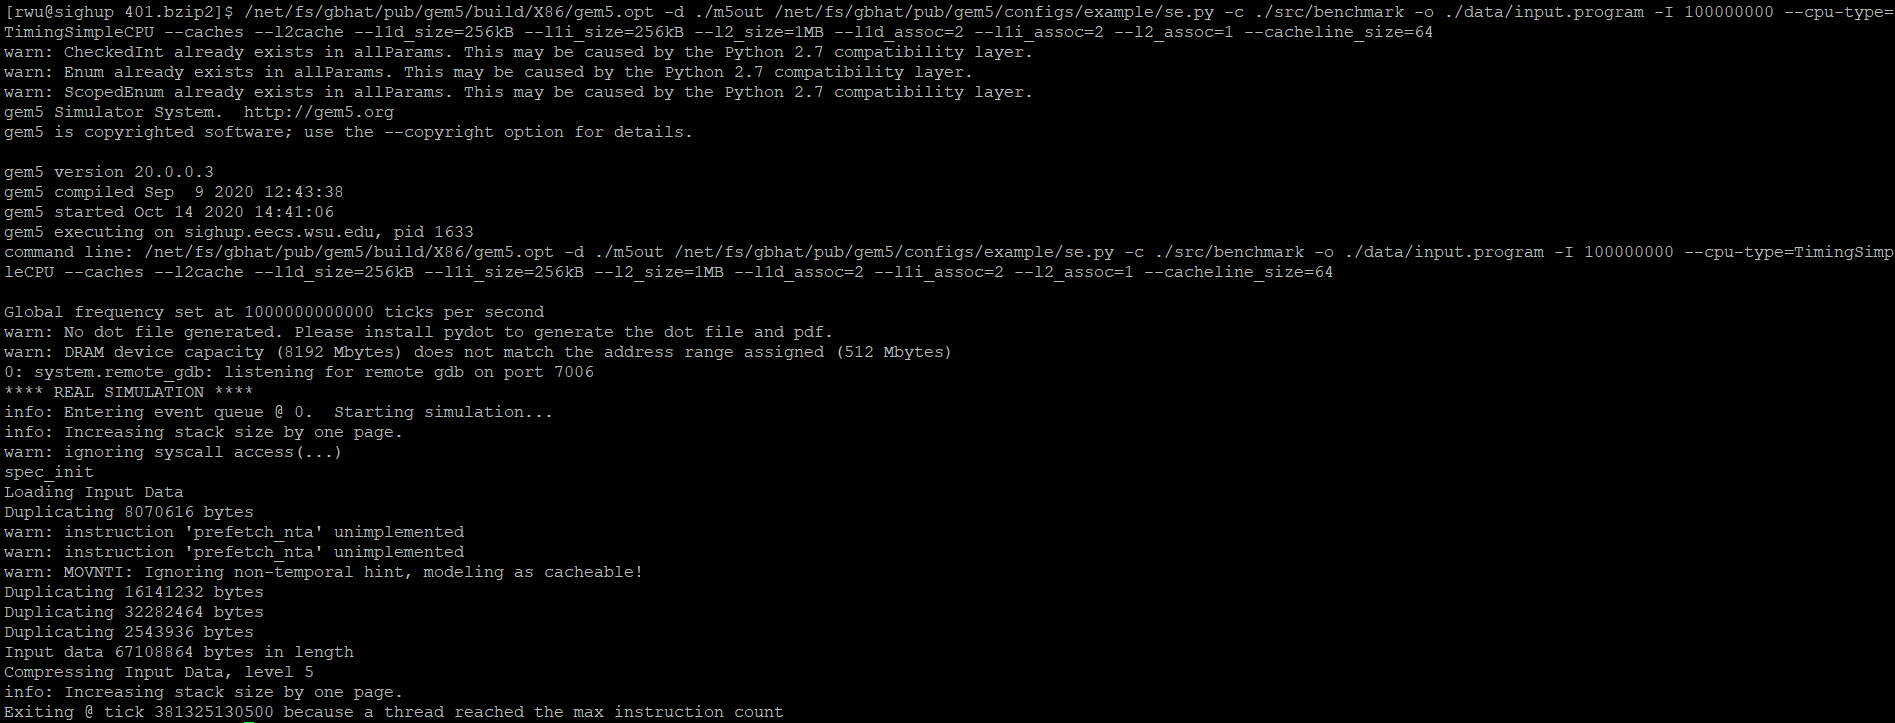 [rwu@sighup 401.bzip2]$ /net/fs/gbhat/pub/gem5/build/X86/gem5.opt -d ./m5out /net/fs/gbhat/pub/gem5/configs/example/se.py -c ./src/benchmark -o ./data/input.program -I 100000000 --cpu-type=
TimingSimpleCPU --caches --l2cache --l1d_size=256kB --l1i_size=256kB --l2_size=1MB --l1d_assoc=2 --l1i_assoc=2 --l2_assoc=1 --cacheline_size=64
warn: CheckedInt already exists in allParams. This may be caused by the Python 2.7 compatibility layer.
warn: Enum already exists in allParams. This may be caused by the Python 2.7 compatibility layer.
warn: ScopedEnum already exists in allParams. This may be caused by the Python 2.7 compatibility layer.
gem5 Simulator System.  http://gem5.org
gem5 is copyrighted software; use the --copyright option for details.

gem5 version 20.0.0.3
gem5 compiled Sep  9 2020 12:43:38
gem5 started Oct 14 2020 14:41:06
gem5 executing on sighup.eecs.wsu.edu, pid 1633
command line: /net/fs/gbhat/pub/gem5/build/X86/gem5.opt -d ./m5out /net/fs/gbhat/pub/gem5/configs/example/se.py -c ./src/benchmark -o ./data/input.program -I 100000000 --cpu-type=TimingSimp
leCPU --caches --l2cache --l1d_size=256kB --l1i_size=256kB --l2_size=1MB --l1d_assoc=2 --l1i_assoc=2 --l2_assoc=1 --cacheline_size=64

Global frequency set at 1000000000000 ticks per second
warn: No dot file generated. Please install pydot to generate the dot file and pdf.
warn: DRAM device capacity (8192 Mbytes) does not match the address range assigned (512 Mbytes)
0: system.remote_gdb: listening for remote gdb on port 7006
**** REAL SIMULATION ****
info: Entering event queue @ 0.  Starting simulation...
info: Increasing stack size by one page.
warn: ignoring syscall access(...)
spec_init
Loading Input Data
Duplicating 8070616 bytes
warn: instruction 'prefetch_nta' unimplemented
warn: instruction 'prefetch_nta' unimplemented
warn: MOVNTI: Ignoring non-temporal hint, modeling as cacheable!
Duplicating 16141232 bytes
Duplicating 32282464 bytes
Duplicating 2543936 bytes
Input data 67108864 bytes in length
Compressing Input Data, level 5
info: Increasing stack size by one page.
Exiting @ tick 381325130500 because a thread reached the max instruction count